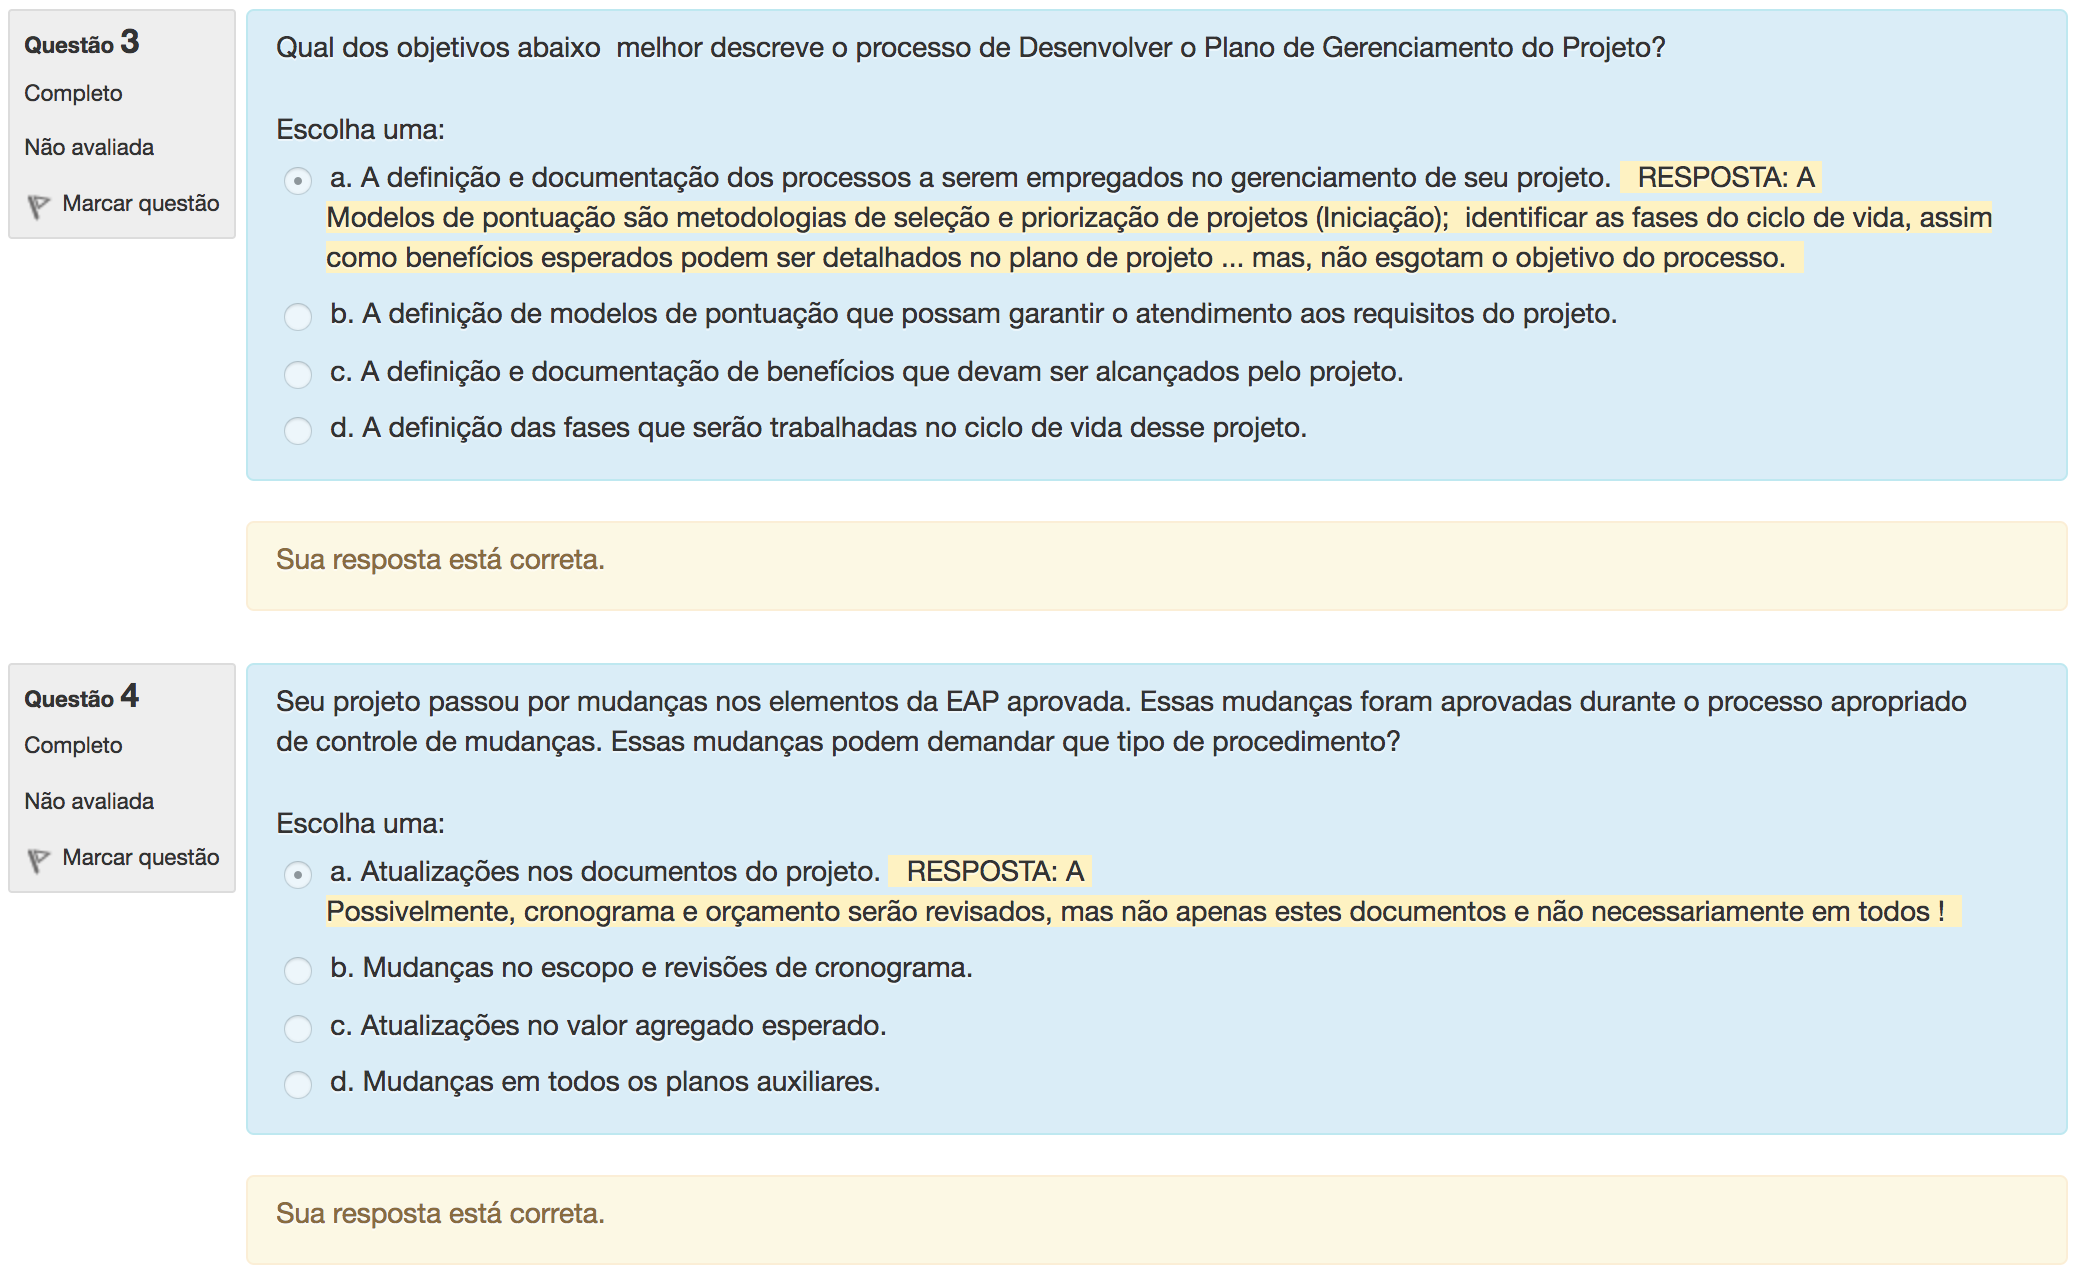 Questão 3
Completo
Não avaliada
Marcar questão
Qual dos objetivos abaixo  melhor descreve o processo de Desenvolver o Plano de Gerenciamento do Projeto?
Escolha uma:
a. A definição e documentação dos processos a serem empregados no gerenciamento de seu projeto.   RESPOSTA: A
Modelos de pontuação são metodologias de seleção e priorização de projetos (Iniciação);  identificar as fases do ciclo de vida, assim
como benefícios esperados podem ser detalhados no plano de projeto ... mas, não esgotam o objetivo do processo.
b. A definição de modelos de pontuação que possam garantir o atendimento aos requisitos do projeto.
c. A definição e documentação de benefícios que devam ser alcançados pelo projeto.
d. A definição das fases que serão trabalhadas no ciclo de vida desse projeto.
Sua resposta está correta.
Questão 4
Completo
Não avaliada
Marcar questão
Seu projeto passou por mudanças nos elementos da EAP aprovada. Essas mudanças foram aprovadas durante o processo apropriado
de controle de mudanças. Essas mudanças podem demandar que tipo de procedimento?
Escolha uma:
a. Atualizações nos documentos do projeto.   RESPOSTA: A
Possivelmente, cronograma e orçamento serão revisados, mas não apenas estes documentos e não necessariamente em todos !
b. Mudanças no escopo e revisões de cronograma.
c. Atualizações no valor agregado esperado.
d. Mudanças em todos os planos auxiliares.
Sua resposta está correta.